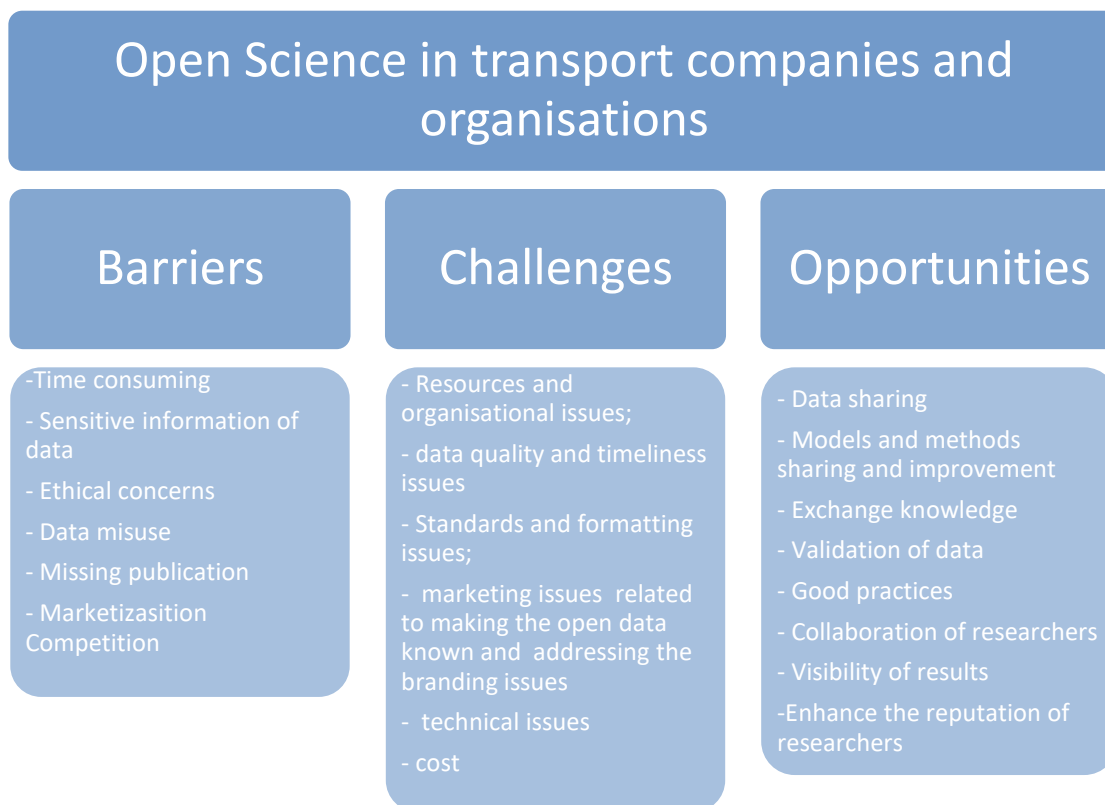 Open Science in transport companies and
organisations
Barriers
-Time consuming
- Sensitive information of
data
- Ethical concerns
- Data misuse
- Missing publication
- Marketizasition
Competition
Challenges
- Resources and
organisational issues;
- data quality and timeliness
issues
- Standards and formatting
issues;
-  marketing issues  related
to making the open data
known and  addressing the
branding issues
-  technical issues
- cost
Opportunities
- Data sharing
- Models and methods
sharing and improvement
- Exchange knowledge
- Validation of data
- Good practices
- Collaboration of researchers
- Visibility of results
-Enhance the reputation of
researchers